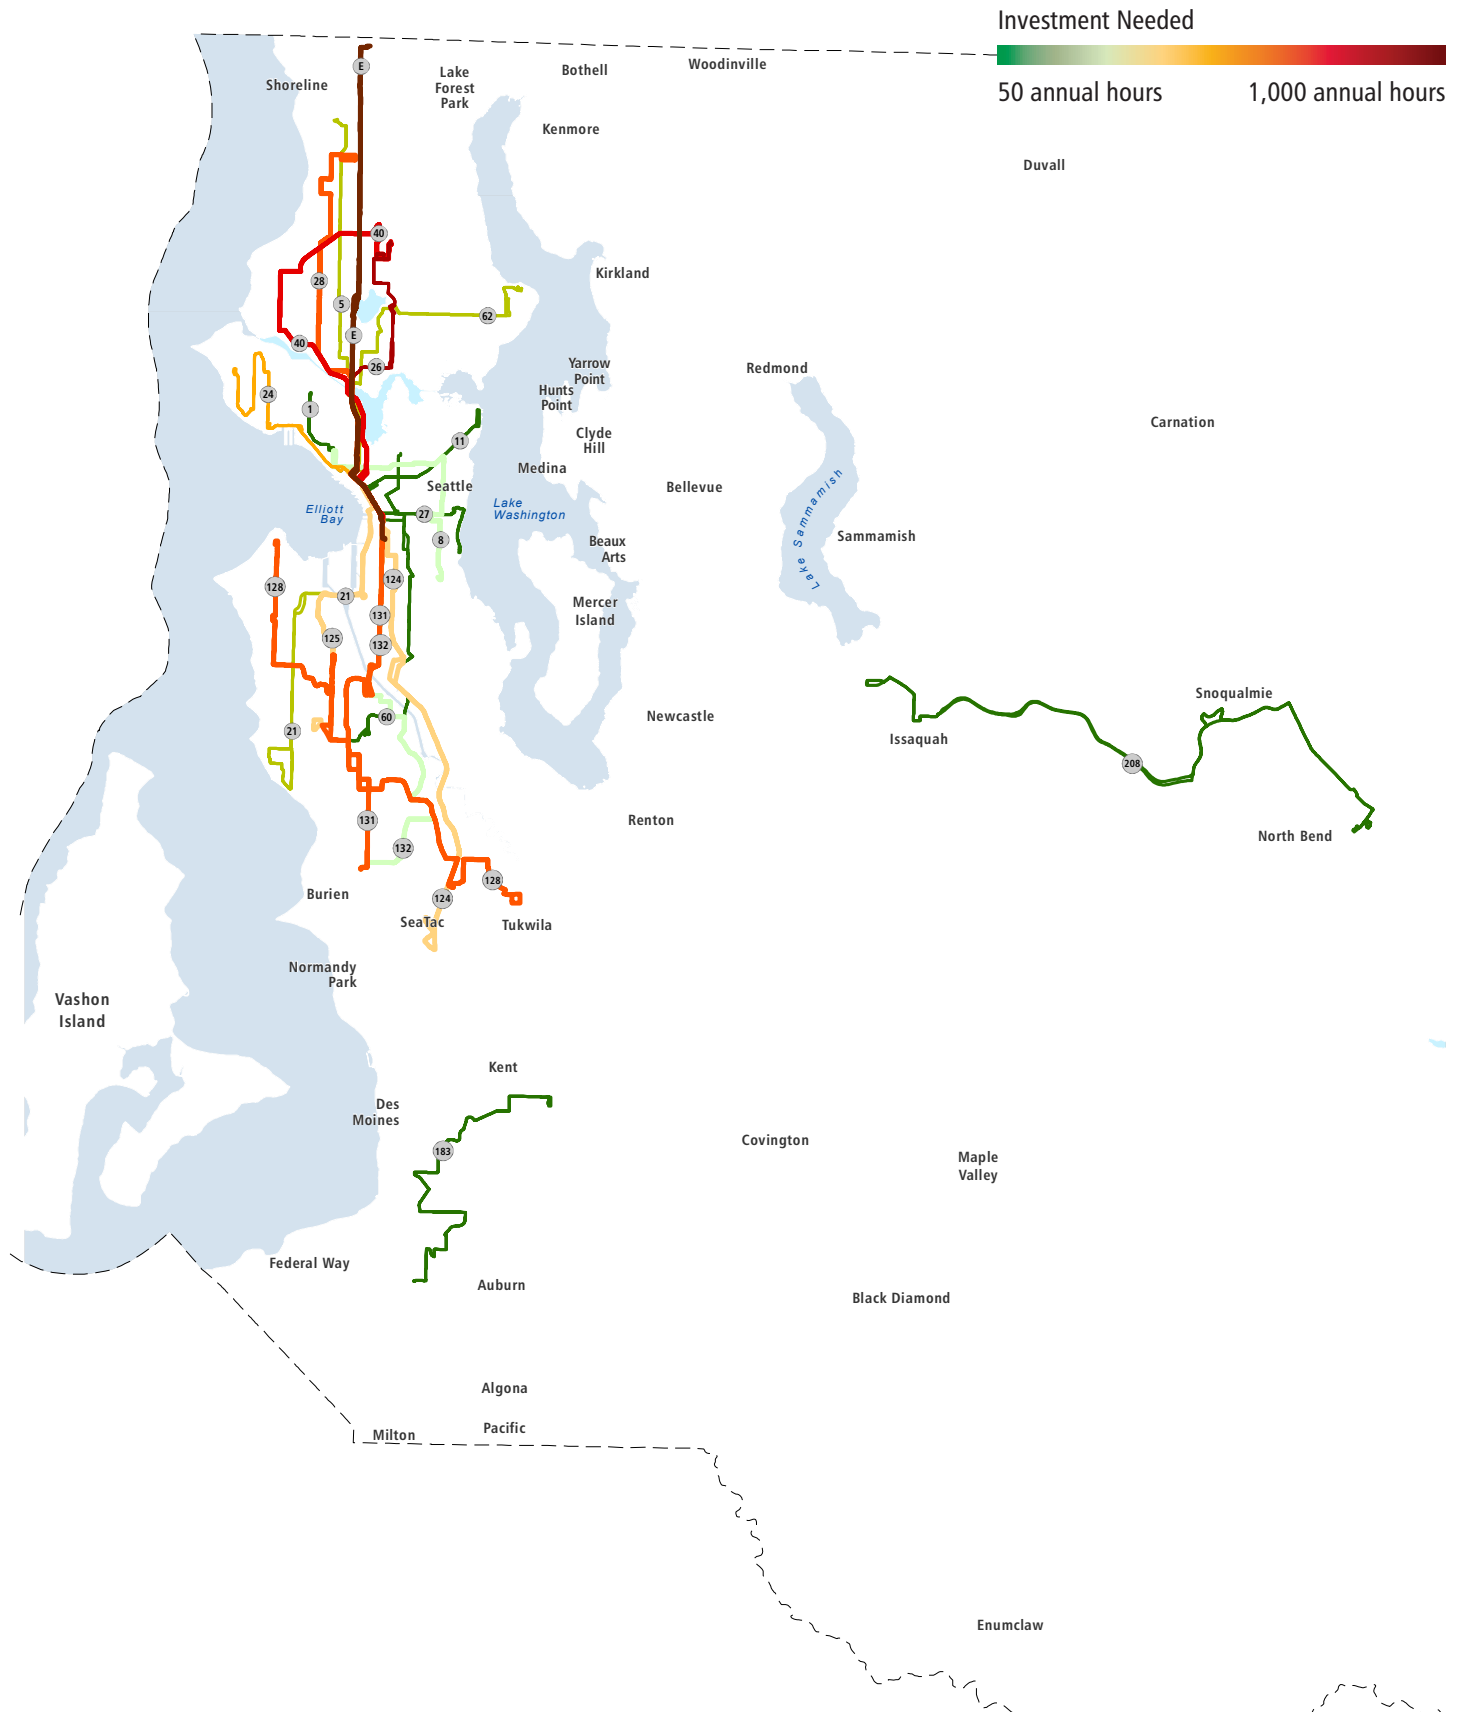 Investment Needed
50 annual hours
1,000 annual hours
E
Shoreline
Lake
Forest
Park
Bothell
Woodinville
Kenmore
Duvall
40
28
5
Kirkland
62
E
40
26
Yarrow
Point
Redmond
24
1
Hunts
Point
Carnation
11
Clyde
Hill
Medina
Seattle
Bellevue
Elliott
Bay
Lake
Washington
27
8
Beaux
Arts
Lake Sammamish
Sammamish
128
124
21
131
Mercer
Island
125
132
60
21
Newcastle
Snoqualmie
Issaquah
208
131
Renton
North Bend
132
128
Burien
124
SeaTac
Tukwila
Normandy
Park
Vashon
Island
Kent
Des
Moines
183
Covington
Maple
Valley
Federal Way
Auburn
Black Diamond
Algona
Pacific
Milton
Enumclaw